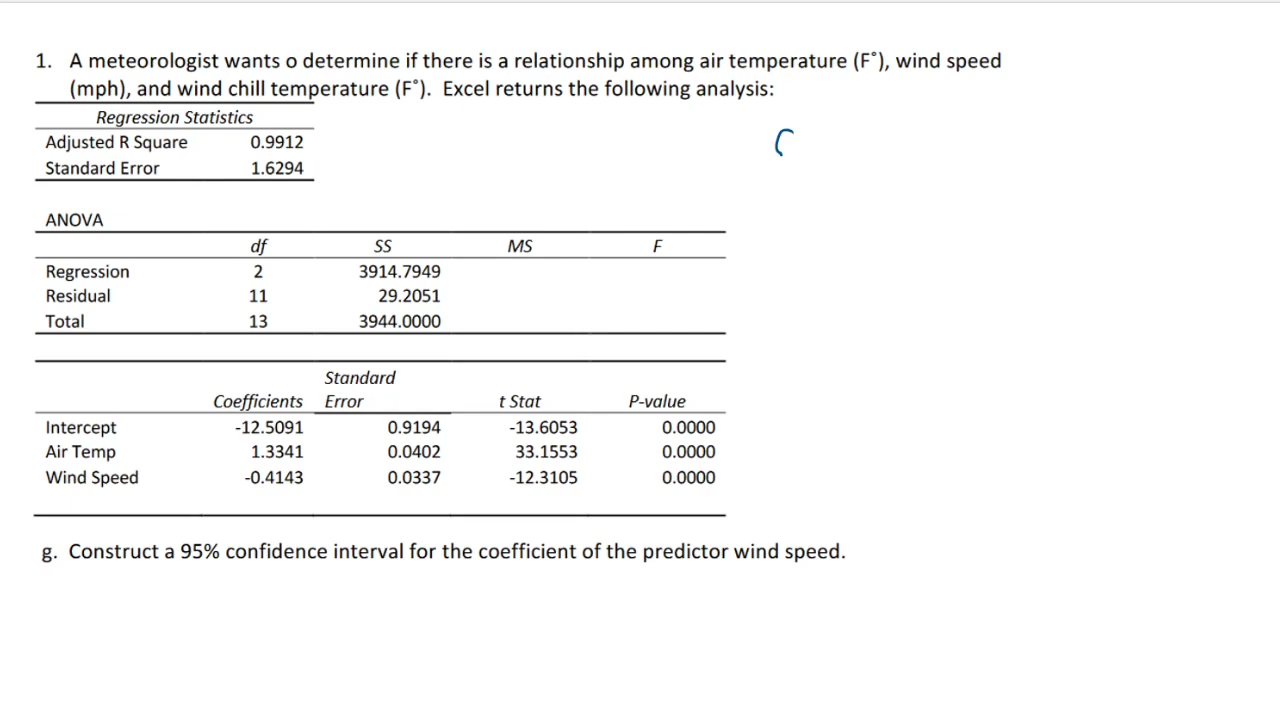 1. A meteorologist wants o determine if there is a relationship among air temperature (F°), wind speed
(mph), and wind chill temperature (F°). Excel returns the following analysis:
Regression Statistics
Adjusted R Square 0.9912
Standard Error 1.6294
ANOVA
df SS MS F
Regression 2 3914.7949
Residual 11 29.2051
Total 13 3944.0000
Standard
Coefficients Error t Stat P-value
Intercept -12.5091 0.9194 -13.6053 0.0000
Air Temp 1.3341 0.0402 33.1553 0.0000
Wind Speed -0.4143 0.0337 -12.3105 0.0000
g. Construct a 95% confidence interval for the coefficient of the predictor wind speed.